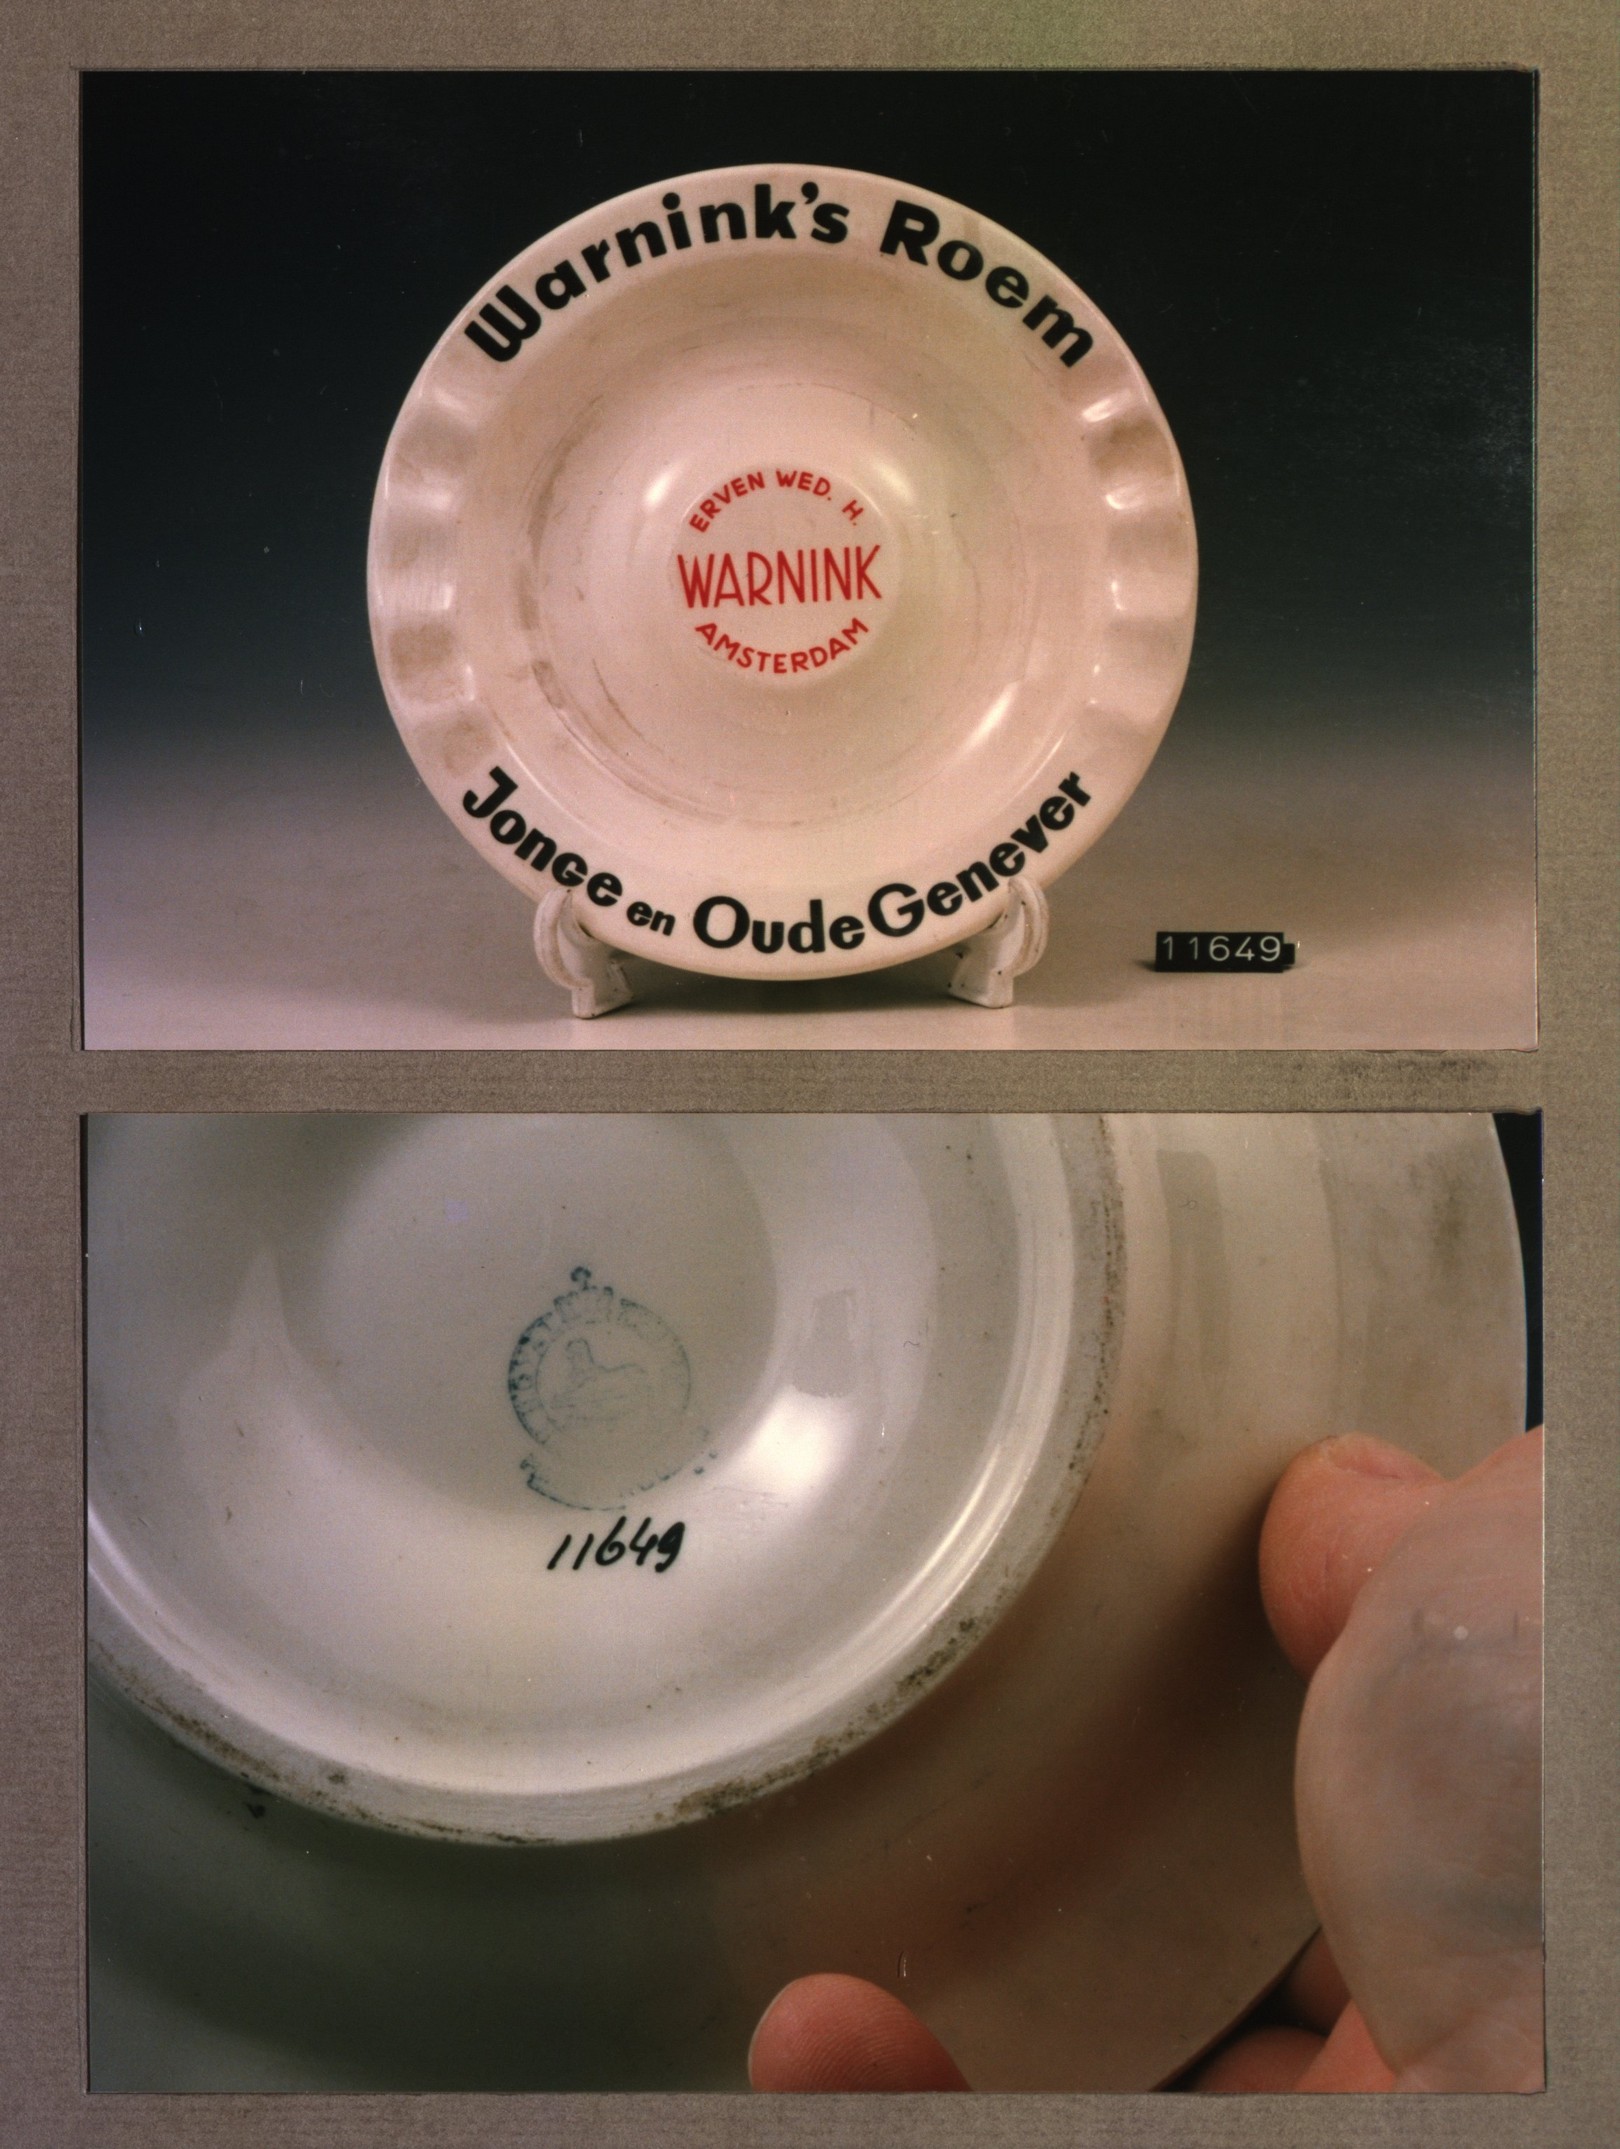 Warnink's Roem
ERVEN WED. H.
WARNINK
AMSTERDAM
Jonge en Oude Genever
11649
11649